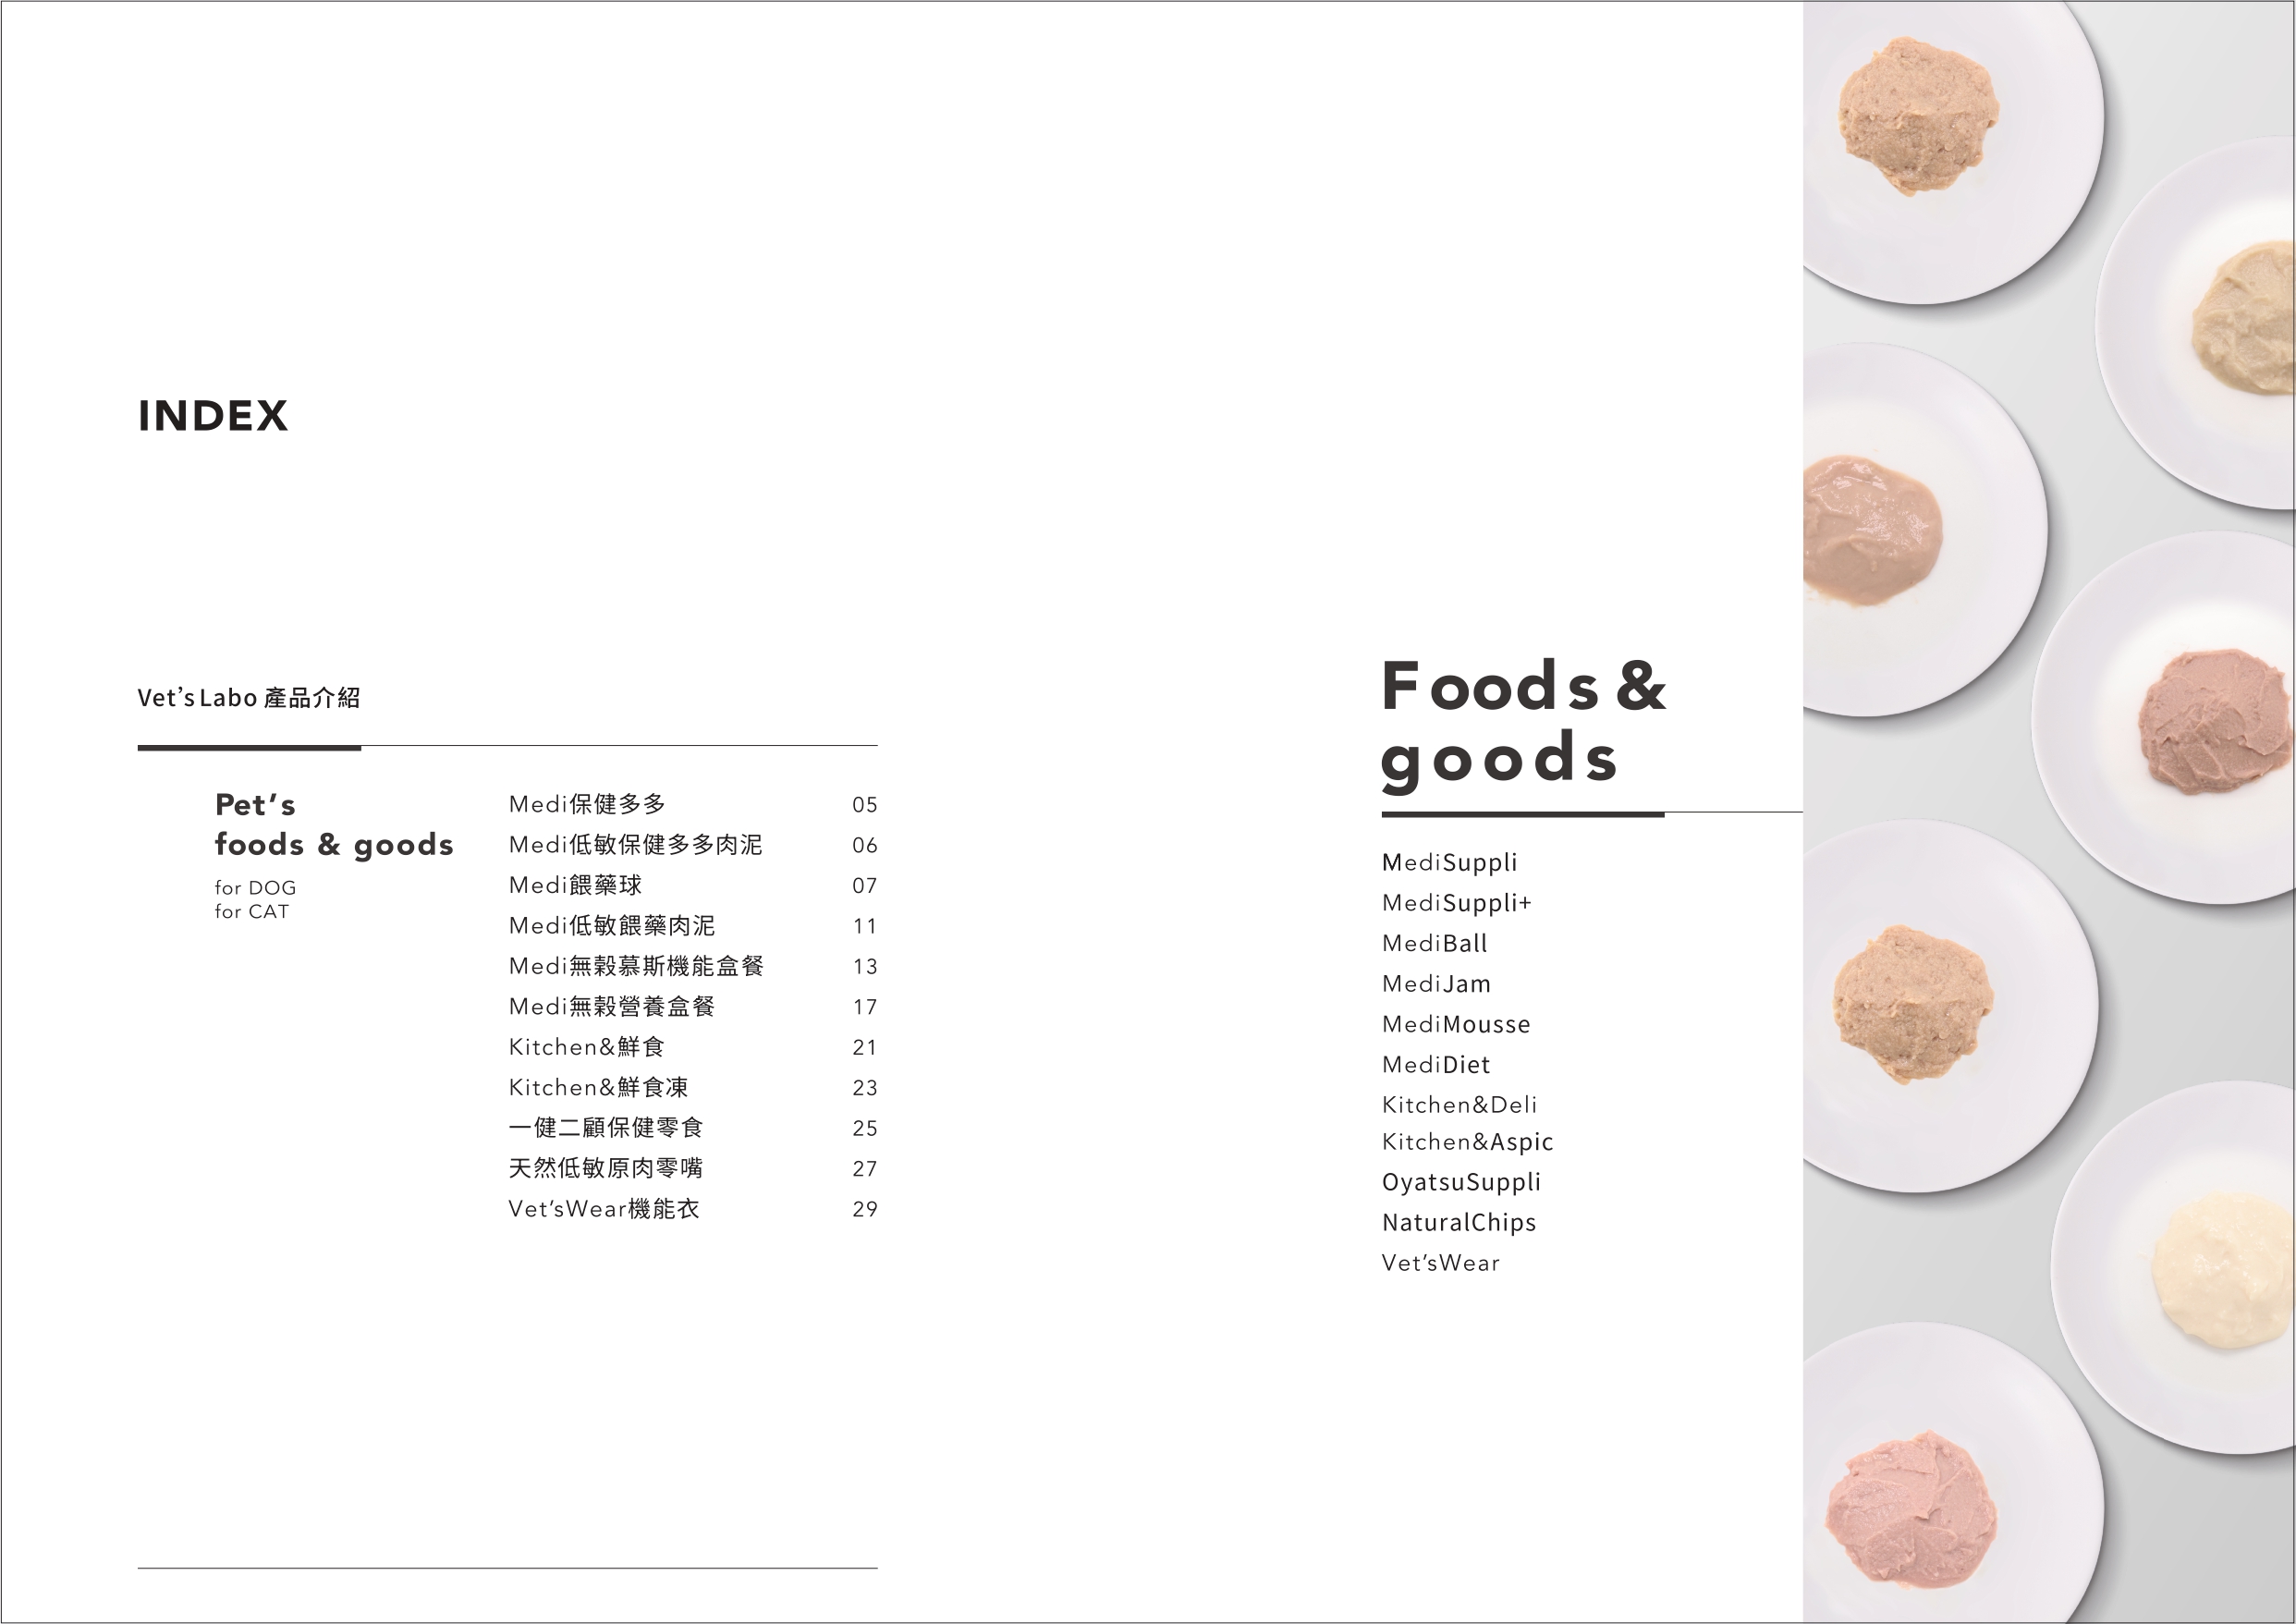 INDEX
Vet’s Labo 產品介紹
Pet’s
foods & goods
for DOG
for CAT
Medi保健多多 05
Medi低敏保健多多肉泥 06
Medi餵藥球 07
Medi低敏餵藥肉泥 11
Medi無穀慕斯機能盒餐 13
Medi無穀營養盒餐 17
Kitchen&鮮食 21
Kitchen&鮮食凍 23
一健二顧保健零食 25
天然低敏原肉零嘴 27
Vet’sWear機能衣 29
Foods &
goods
MediSuppli
MediSuppli+
MediBall
MediJam
MediMousse
MediDiet
Kitchen&Deli
Kitchen&Aspic
OyatsuSuppli
NaturalChips
Vet’sWear